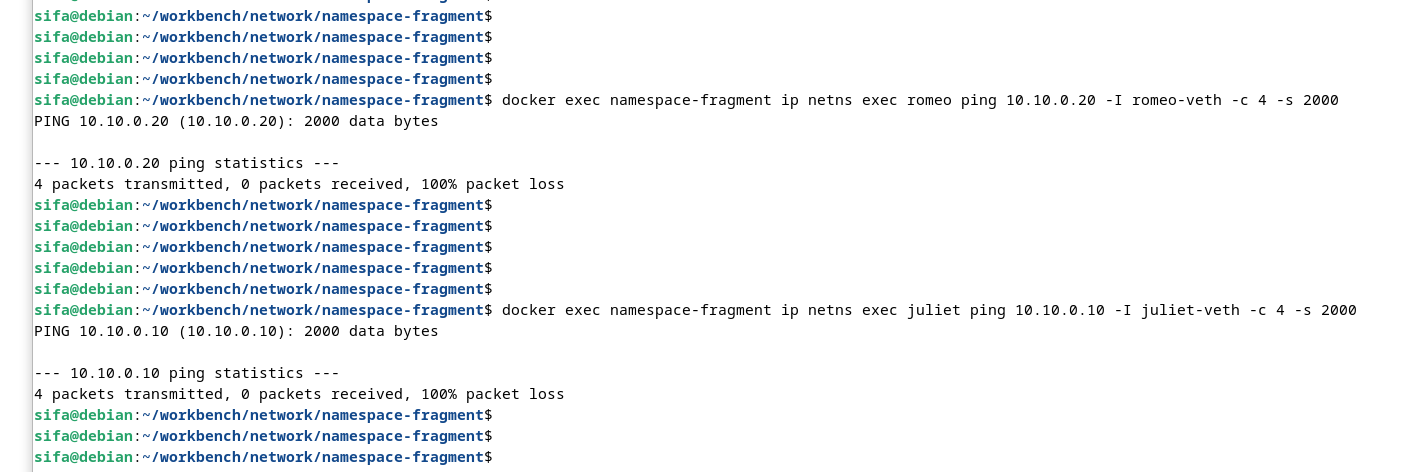 sifa@debian:~/workbench/network/namespace-fragment$
sifa@debian:~/workbench/network/namespace-fragment$
sifa@debian:~/workbench/network/namespace-fragment$
sifa@debian:~/workbench/network/namespace-fragment$
sifa@debian:~/workbench/network/namespace-fragment$ docker exec namespace-fragment ip netns exec romeo ping 10.10.0.20 -I romeo-veth -c 4 -s 2000
PING 10.10.0.20 (10.10.0.20): 2000 data bytes

--- 10.10.0.20 ping statistics ---
4 packets transmitted, 0 packets received, 100% packet loss
sifa@debian:~/workbench/network/namespace-fragment$
sifa@debian:~/workbench/network/namespace-fragment$
sifa@debian:~/workbench/network/namespace-fragment$
sifa@debian:~/workbench/network/namespace-fragment$
sifa@debian:~/workbench/network/namespace-fragment$
sifa@debian:~/workbench/network/namespace-fragment$ docker exec namespace-fragment ip netns exec juliet ping 10.10.0.10 -I juliet-veth -c 4 -s 2000
PING 10.10.0.10 (10.10.0.10): 2000 data bytes

--- 10.10.0.10 ping statistics ---
4 packets transmitted, 0 packets received, 100% packet loss
sifa@debian:~/workbench/network/namespace-fragment$
sifa@debian:~/workbench/network/namespace-fragment$
sifa@debian:~/workbench/network/namespace-fragment$